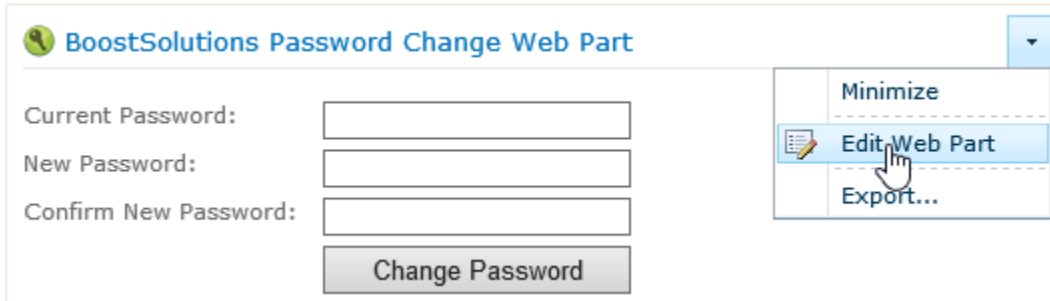 BoostSolutions Password Change Web Part
Minimize
Current Password:
Edit Web Part
New Password:
Export...
Confirm New Password:
Change Password